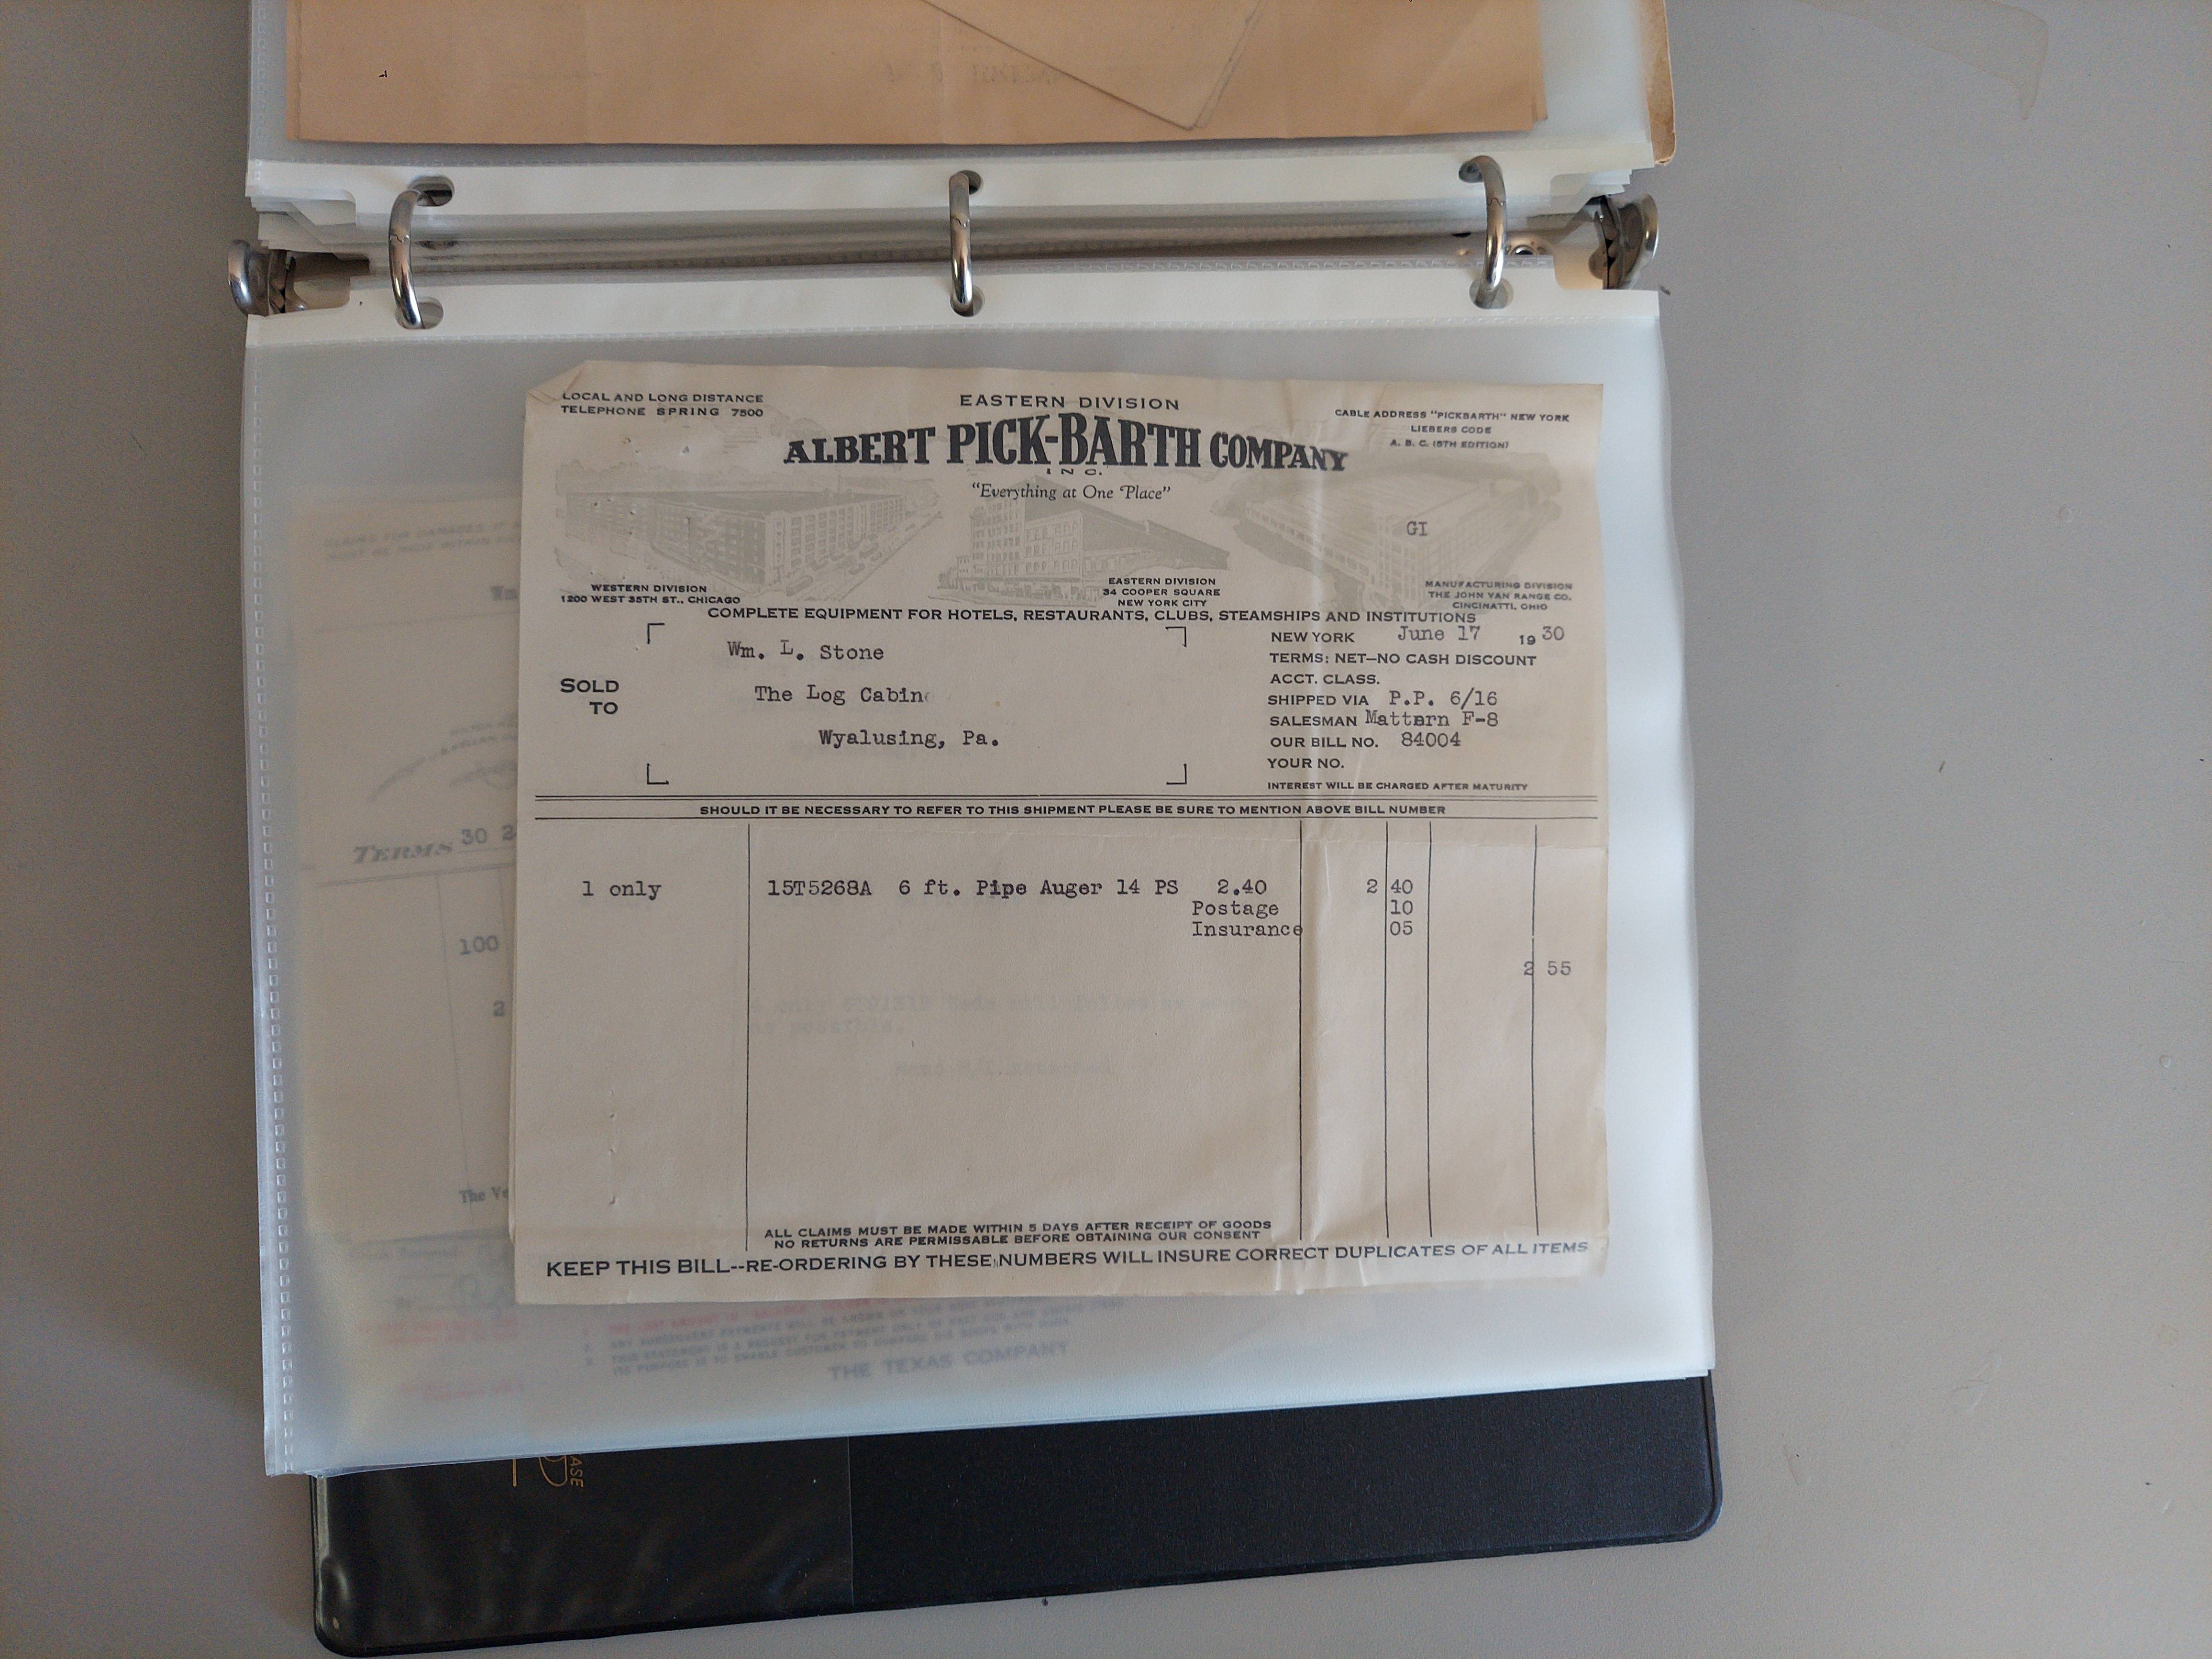 LOCAL AND LONG DISTANCE
TELEPHONE SPRING 7500
EASTERN DIVISION
ALBERT PICK-BARTH COMPANY
INC.
"Everything at One Place"
CABLE ADDRESS "PICKBARTH" NEW YORK
LIEBERS CODE
A. B. C. (5TH EDITION)
GI
WESTERN DIVISION
1200 WEST 35TH ST., CHICAGO
EASTERN DIVISION
34 COOPER SQUARE
NEW YORK CITY
MANUFACTURING DIVISION
THE JOHN VAN RANGE CO.
CINCINATTI, OHIO
COMPLETE EQUIPMENT FOR HOTELS, RESTAURANTS, CLUBS, STEAMSHIPS AND INSTITUTIONS
SOLD
TO
Wm. L. Stone
The Log Cabin
Wyalusing, Pa.
NEW YORK June 17 1930
TERMS: NET—NO CASH DISCOUNT
ACCT. CLASS.
SHIPPED VIA P.P. 6/16
SALESMAN Mattern F-8
OUR BILL NO. 84004
YOUR NO.
INTEREST WILL BE CHARGED AFTER MATURITY
SHOULD IT BE NECESSARY TO REFER TO THIS SHIPMENT PLEASE BE SURE TO MENTION ABOVE BILL NUMBER
1 only 15T5268A 6 ft. Pipe Auger 14 PS 2.40 2 40
Postage 10
Insurance 05
2 55
ALL CLAIMS MUST BE MADE WITHIN 5 DAYS AFTER RECEIPT OF GOODS
NO RETURNS ARE PERMISSABLE BEFORE OBTAINING OUR CONSENT
KEEP THIS BILL--RE-ORDERING BY THESE NUMBERS WILL INSURE CORRECT DUPLICATES OF ALL ITEMS
Wm.
TERMS 30
100
2
The
THE TEXAS COMPANY
ASE